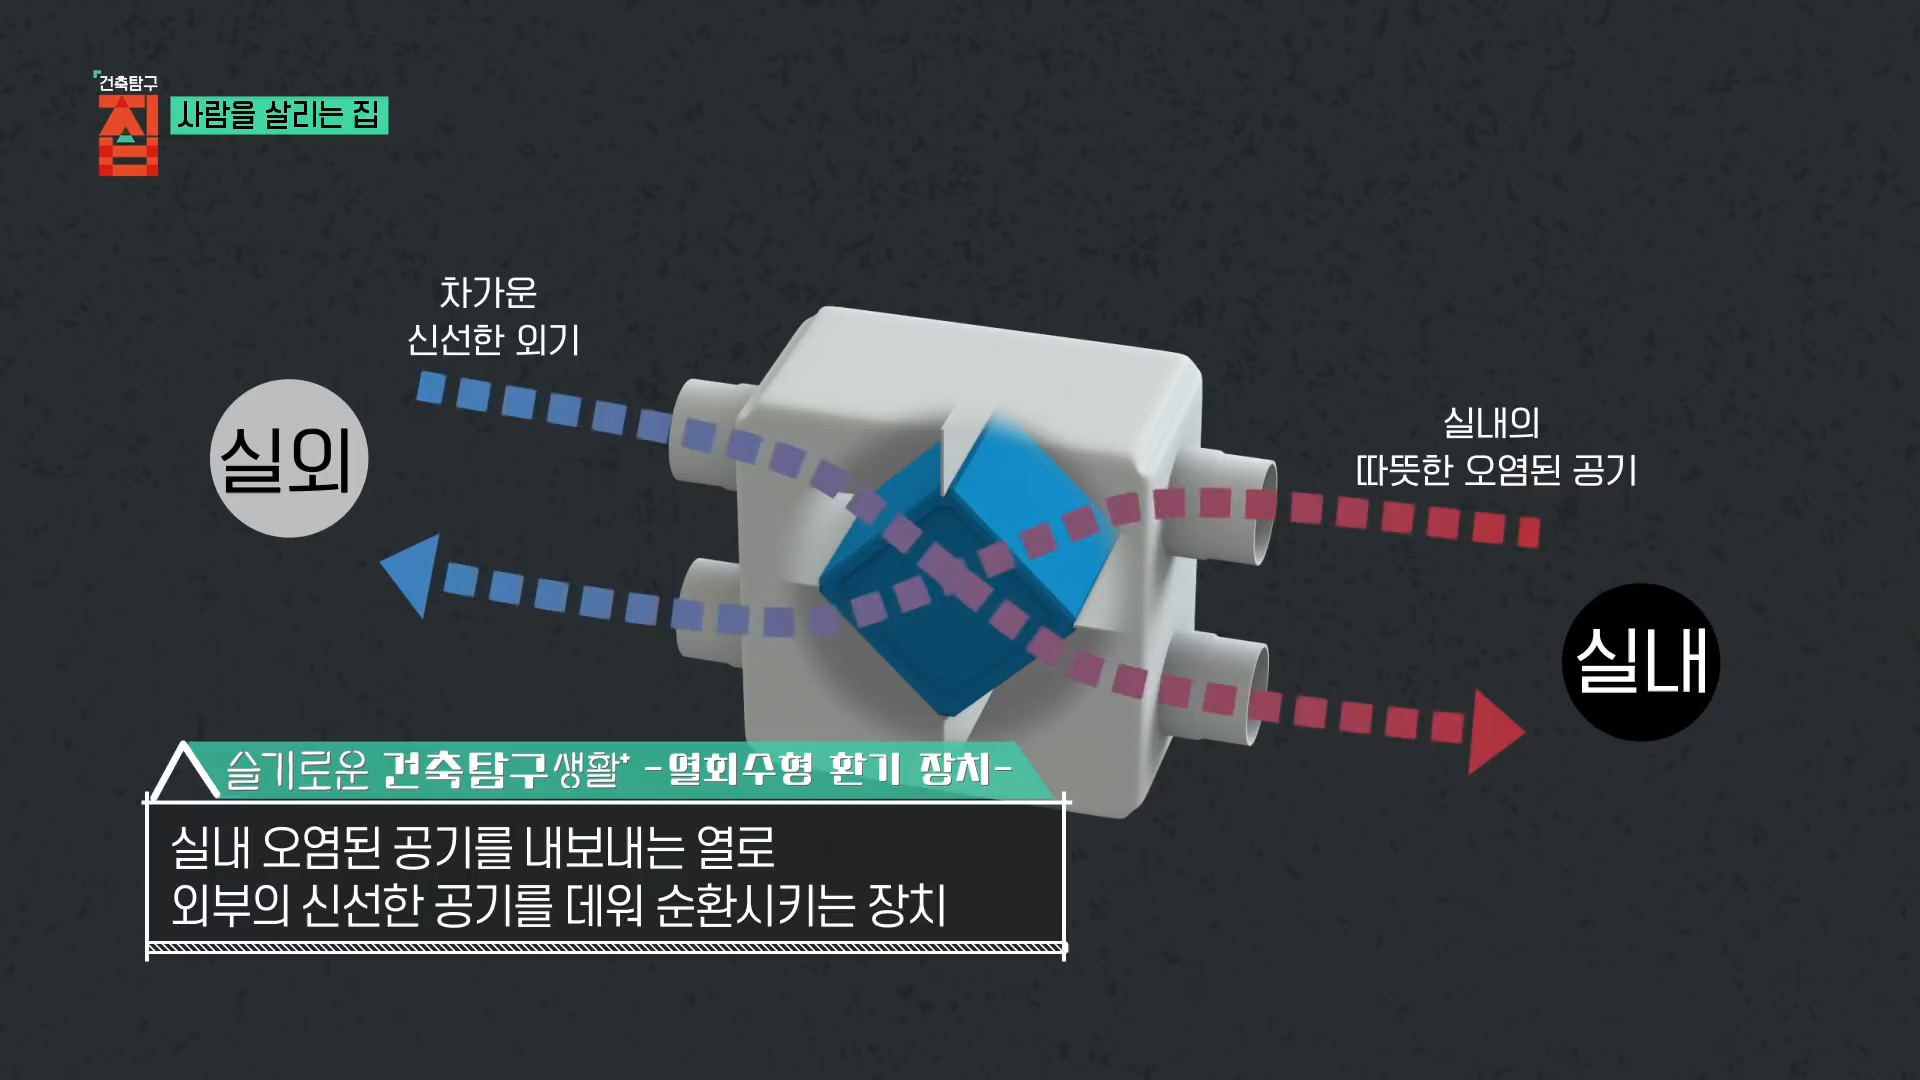 건축탐구
집
사람을 살리는 집
차가운
신선한 외기
실외
실내의
따뜻한 오염된 공기
실내
슬기로운 건축탐구생활+ -열회수형 환기 장치-
실내 오염된 공기를 내보내는 열로
외부의 신선한 공기를 데워 순환시키는 장치